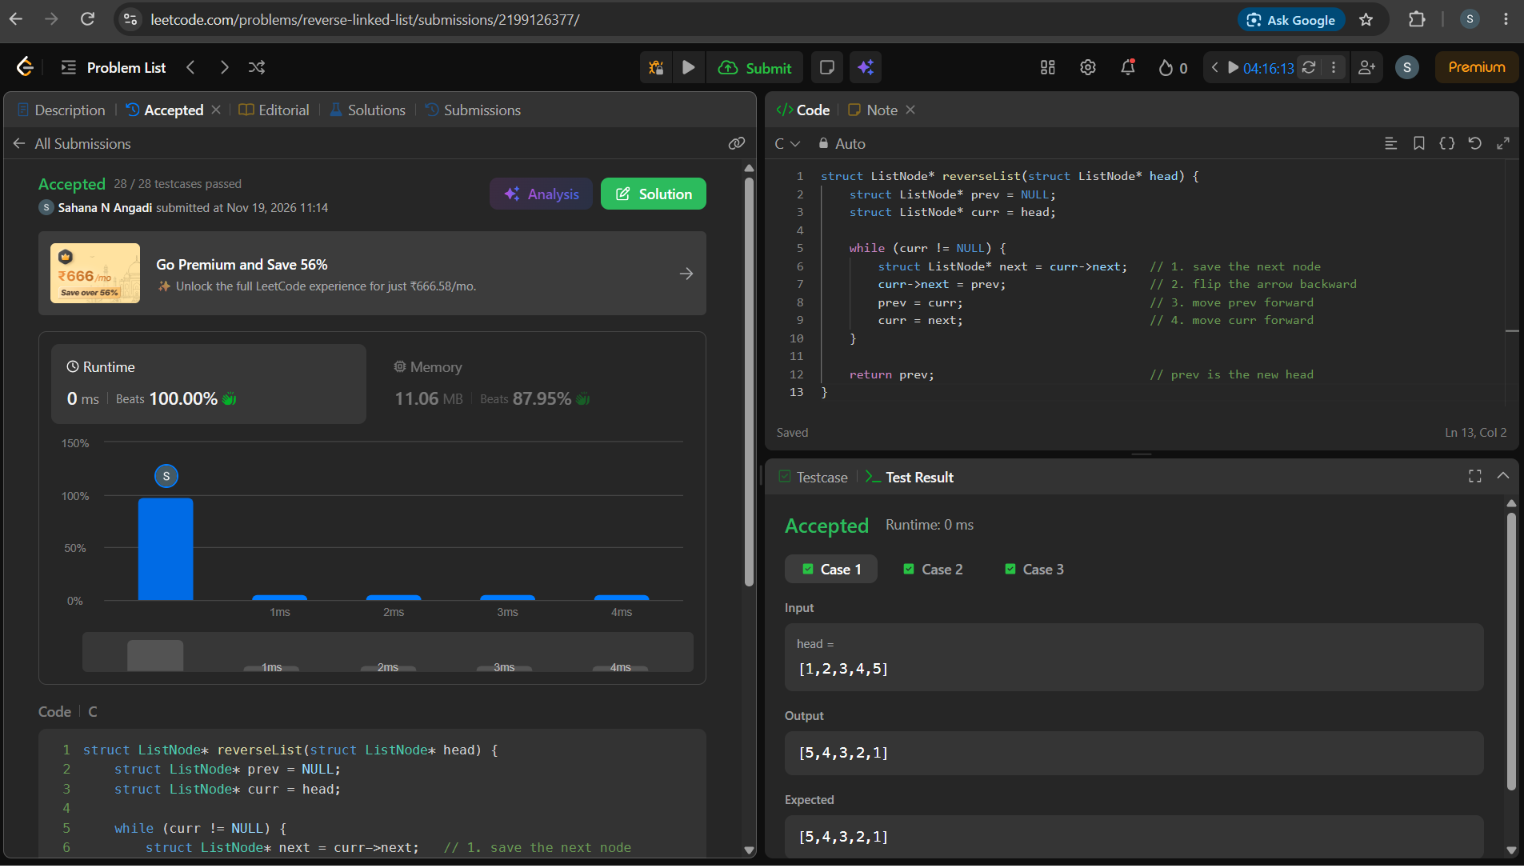 leetcode.com/problems/reverse-linked-list/submissions/2199126377/
Ask Google
S
Problem List
Submit
0
04:16:13
S
Premium
Description
Accepted
Editorial
Solutions
Submissions
All Submissions
Accepted 28 / 28 testcases passed
S Sahana N Angadi submitted at Nov 19, 2026 11:14
Analysis
Solution
₹666 /mo
Save over 56%
Go Premium and Save 56%
Unlock the full LeetCode experience for just ₹666.58/mo.
Runtime
0 ms Beats 100.00%
Memory
11.06 MB Beats 87.95%
150%
S
100%
50%
0%
1ms 2ms 3ms 4ms
1ms 2ms 3ms 4ms
Code C
1 struct ListNode* reverseList(struct ListNode* head) {
2     struct ListNode* prev = NULL;
3     struct ListNode* curr = head;
4
5     while (curr != NULL) {
6         struct ListNode* next = curr->next;   // 1. save the next node
</> Code
Note
C
Auto
1 struct ListNode* reverseList(struct ListNode* head) {
2     struct ListNode* prev = NULL;
3     struct ListNode* curr = head;
4
5     while (curr != NULL) {
6         struct ListNode* next = curr->next;   // 1. save the next node
7         curr->next = prev;                    // 2. flip the arrow backward
8         prev = curr;                          // 3. move prev forward
9         curr = next;                          // 4. move curr forward
10     }
11
12     return prev;                              // prev is the new head
13 }
Saved
Ln 13, Col 2
Testcase
Test Result
Accepted Runtime: 0 ms
Case 1
Case 2
Case 3
Input
head =
[1,2,3,4,5]
Output
[5,4,3,2,1]
Expected
[5,4,3,2,1]